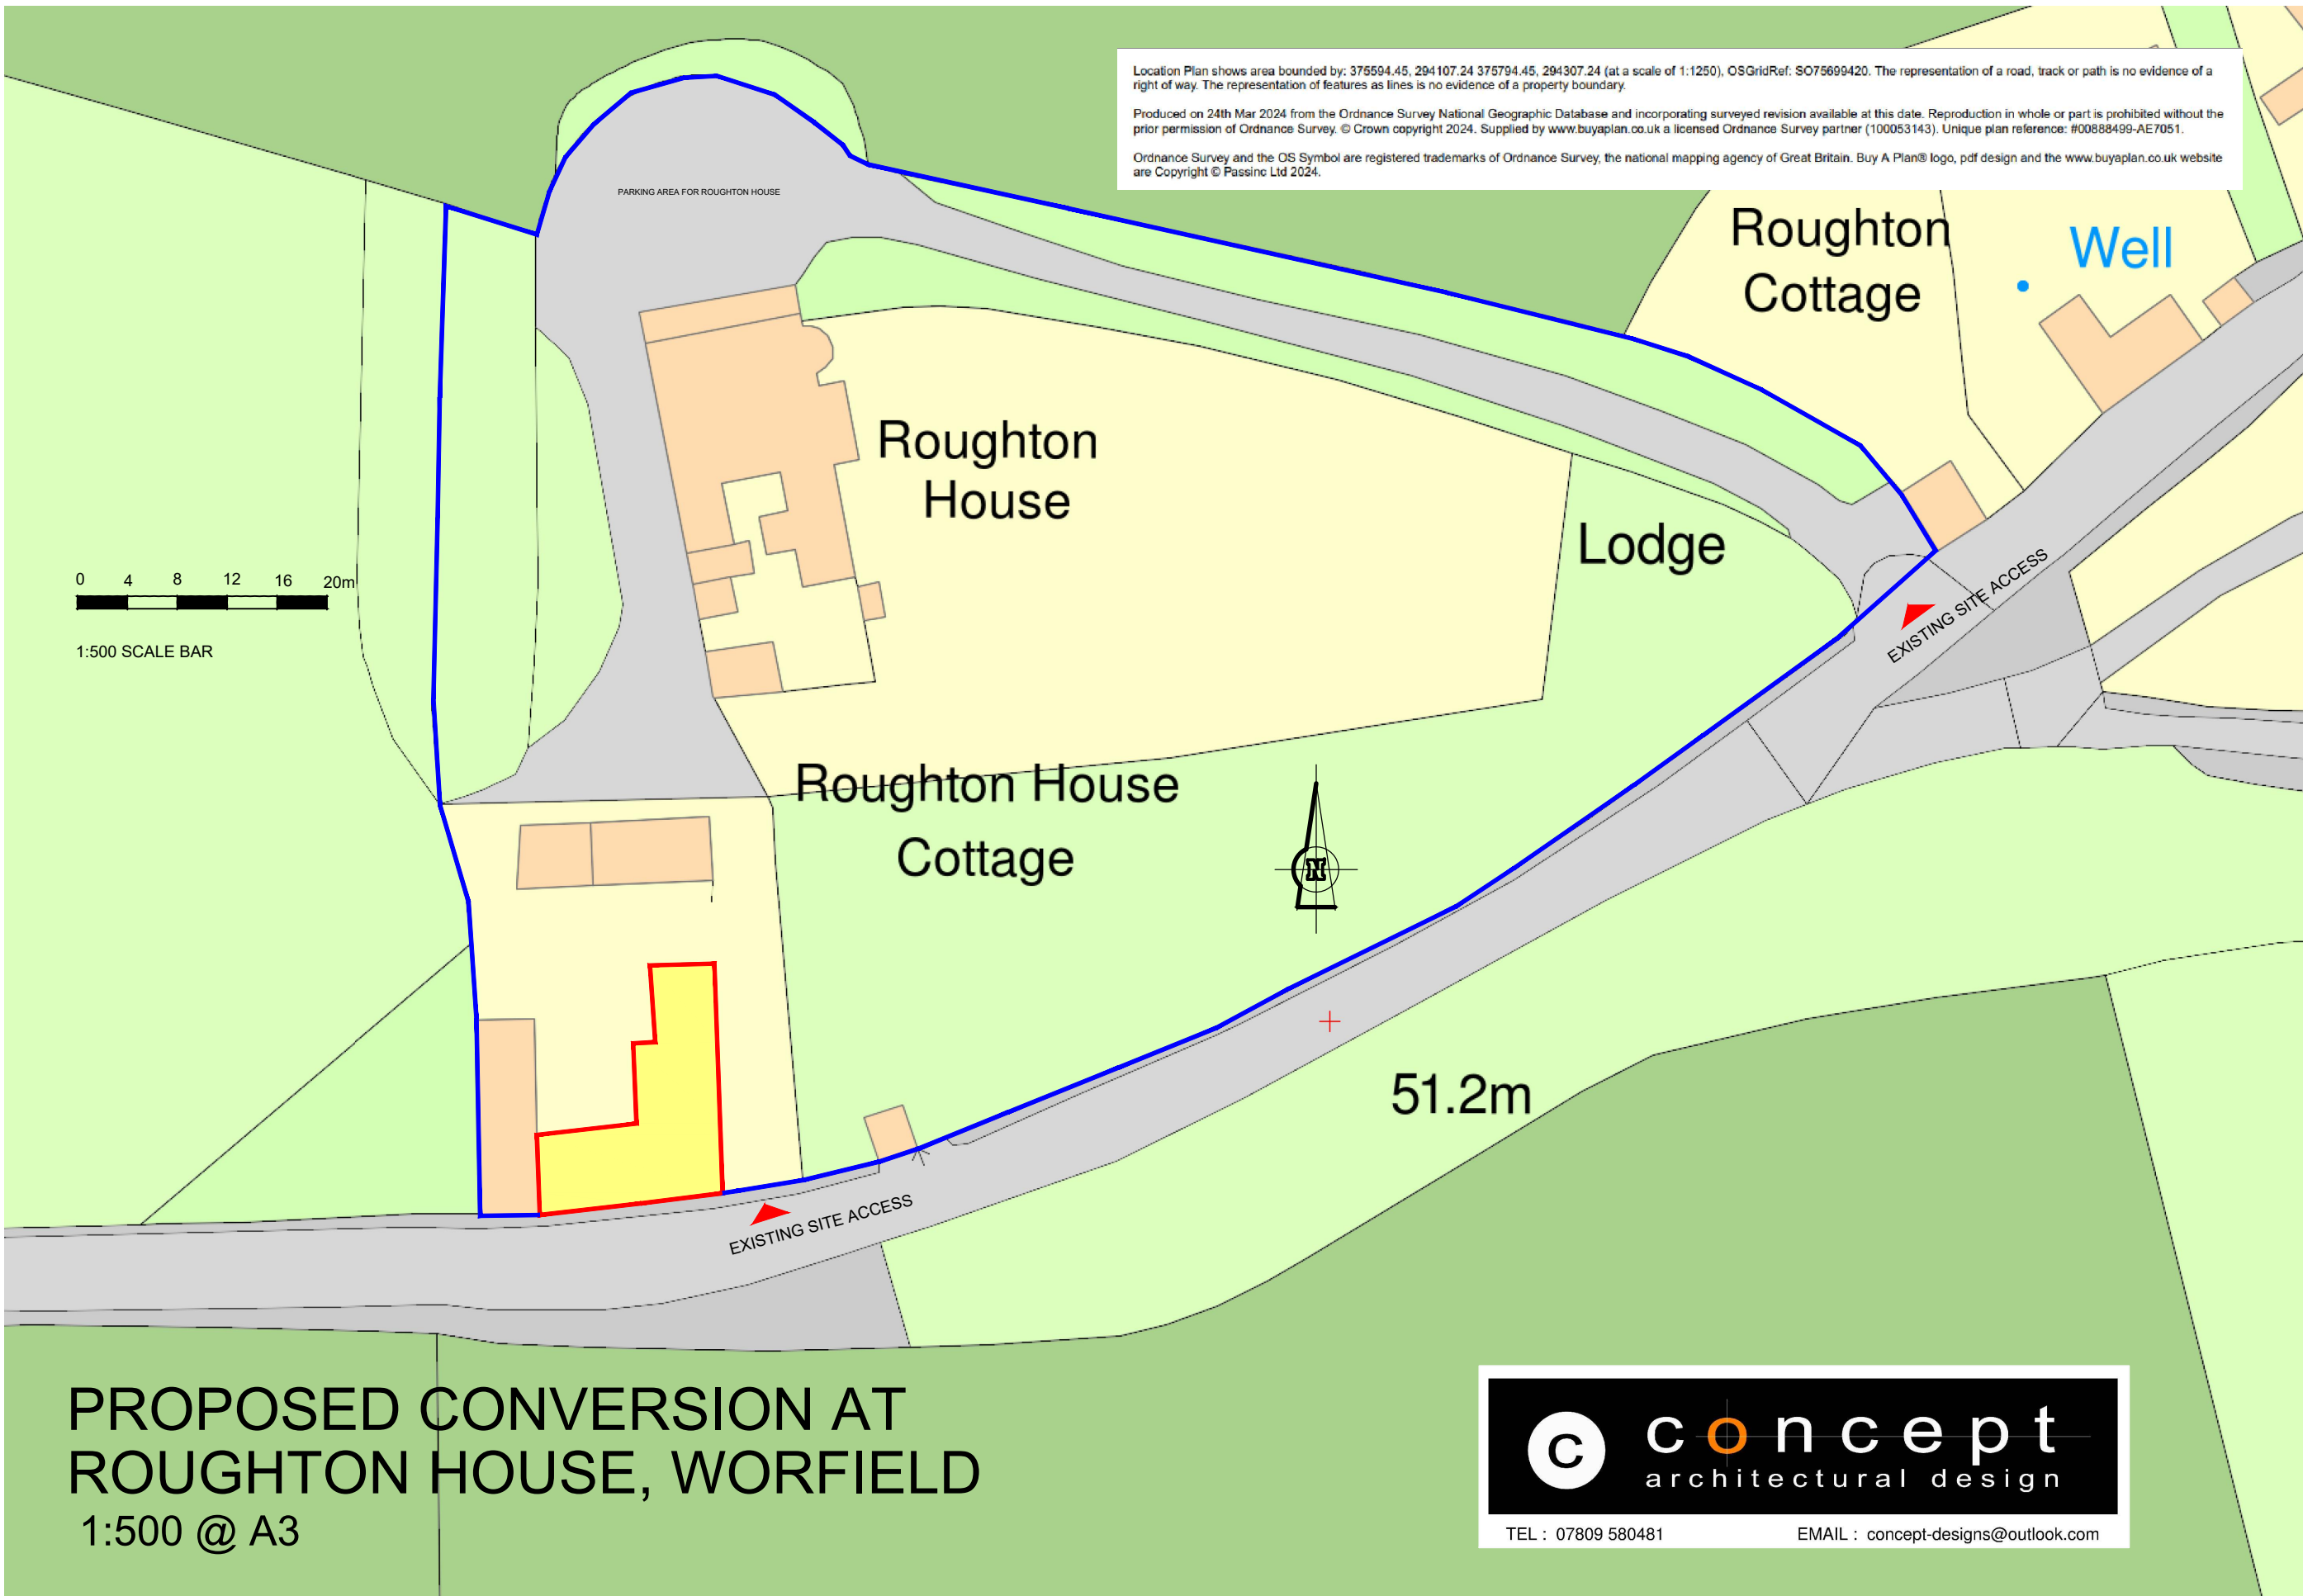 Location Plan shows area bounded by: 375594.45, 294107.24 375794.45, 294307.24 (at a scale of 1:1250), OSGridRef: SO75699420. The representation of a road, track or path is no evidence of a
right of way. The representation of features as lines is no evidence of a property boundary.
Produced on 24th Mar 2024 from the Ordnance Survey National Geographic Database and incorporating surveyed revision available at this date. Reproduction in whole or part is prohibited without the
prior permission of Ordnance Survey. © Crown copyright 2024. Supplied by www.buyaplan.co.uk a licensed Ordnance Survey partner (100053143). Unique plan reference: #00888499-AE7051.
Ordnance Survey and the OS Symbol are registered trademarks of Ordnance Survey, the national mapping agency of Great Britain. Buy A Plan® logo, pdf design and the www.buyaplan.co.uk website
are Copyright © Passinc Ltd 2024.
PARKING AREA FOR ROUGHTON HOUSE
Roughton
Cottage
Well
Roughton
House
Lodge
0 4 8 12 16 20m
1:500 SCALE BAR
EXISTING SITE ACCESS
Roughton House
Cottage
N
51.2m
EXISTING SITE ACCESS
PROPOSED CONVERSION AT
ROUGHTON HOUSE, WORFIELD
1:500 @ A3
c concept
architectural design
TEL : 07809 580481 EMAIL : concept-designs@outlook.com